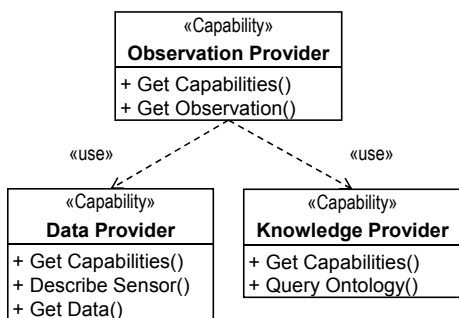 «Capability»
Observation Provider
+ Get Capabilities()
+ Get Observation()
«use»
«use»
«Capability»
Data Provider
+ Get Capabilities()
+ Describe Sensor()
+ Get Data()
«Capability»
Knowledge Provider
+ Get Capabilities()
+ Query Ontology()